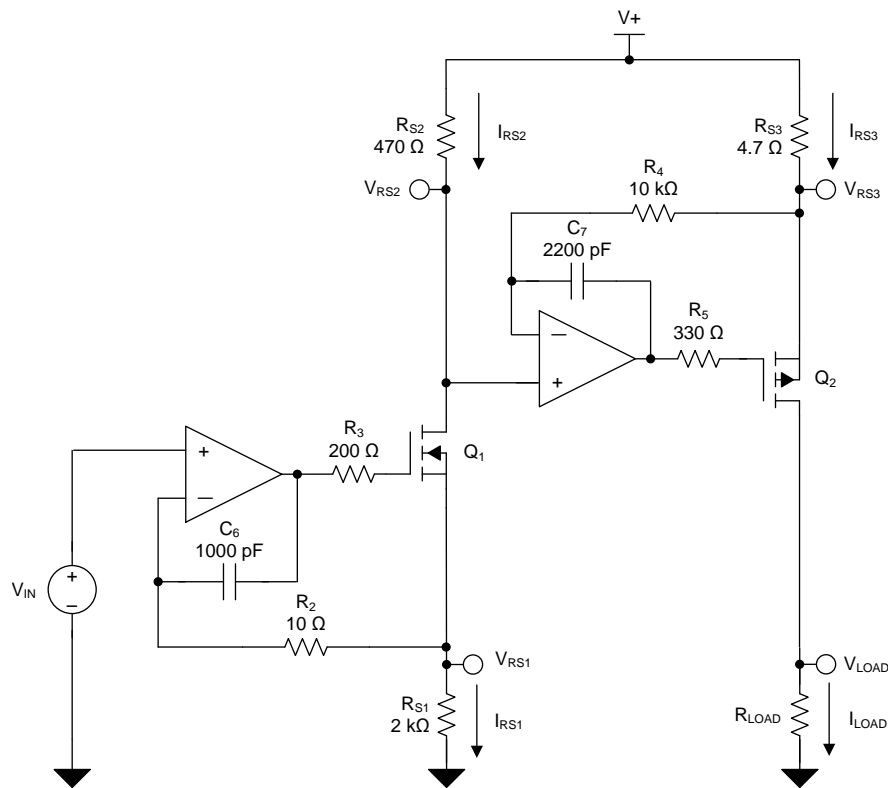 V+
RS2
470 Ω
IRS2
RS3
4.7 Ω
IRS3
VRS2
R4
10 kΩ
VRS3
C7
2200 pF
R5
330 Ω
−
+
Q2
R3
200 Ω
Q1
+
−
C6
1000 pF
VIN
+
−
R2
10 Ω
VRS1
VLOAD
RS1
2 kΩ
IRS1
RLOAD
ILOAD